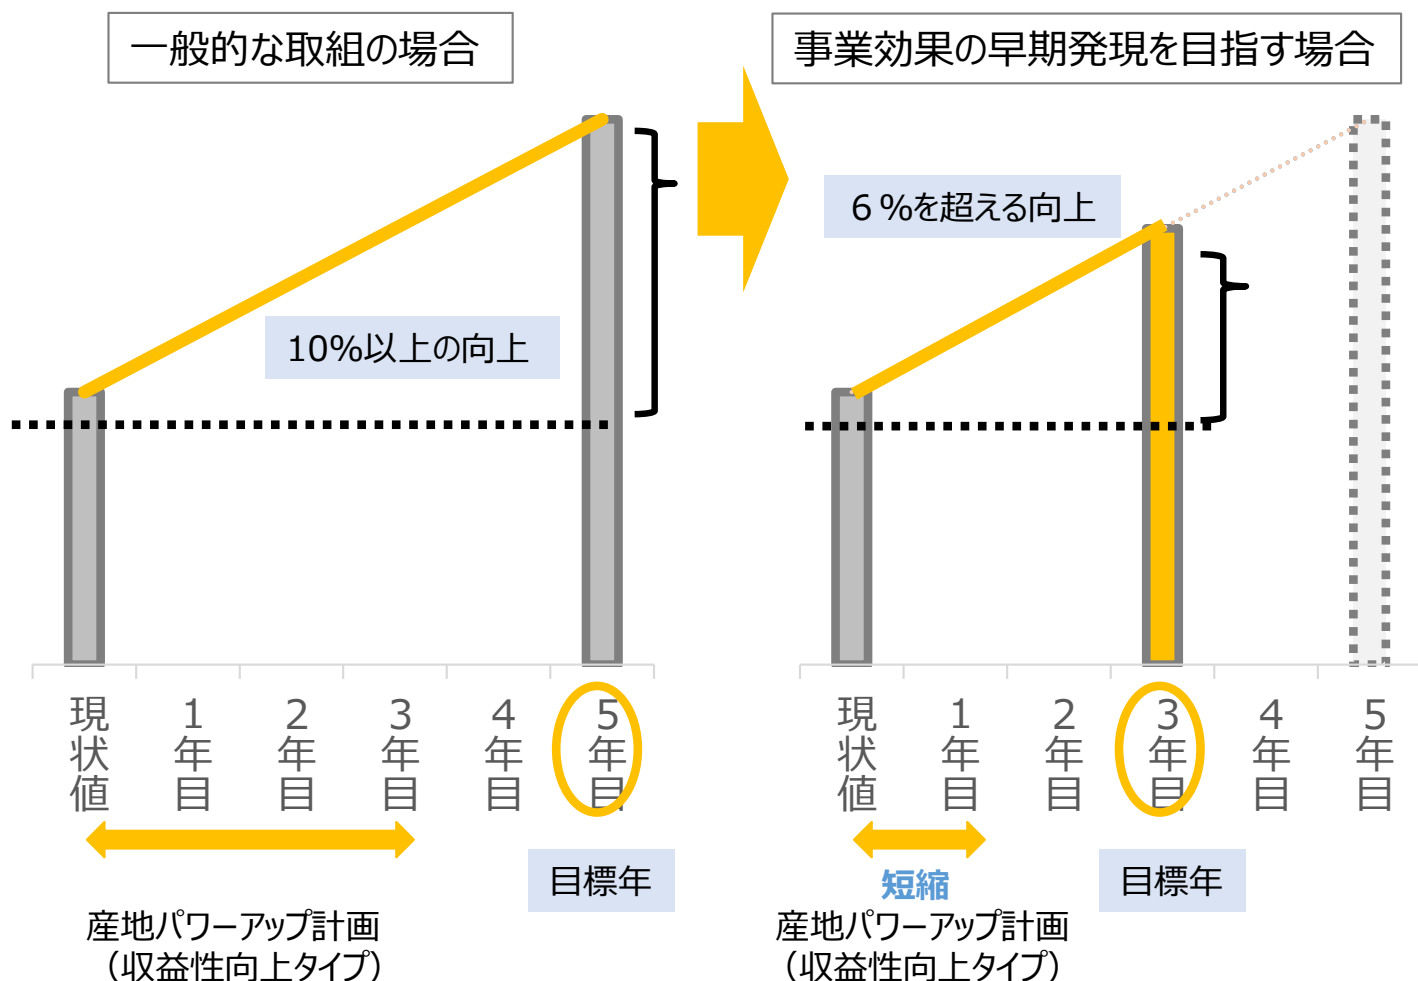 一般的な取組の場合
10%以上の向上
現状値
1年目
2年目
3年目
4年目
5年目
目標年
産地パワーアップ計画
（収益性向上タイプ）
事業効果の早期発現を目指す場合
６%を超える向上
現状値
1年目
2年目
3年目
4年目
5年目
短縮
目標年
産地パワーアップ計画
（収益性向上タイプ）